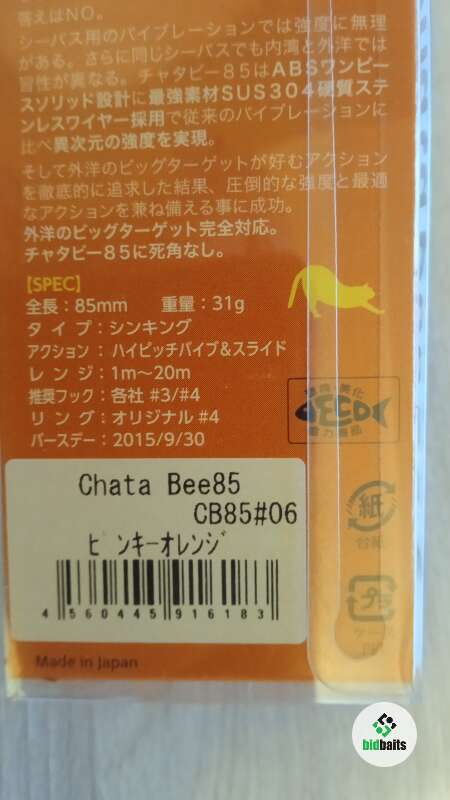 答えはNO。
シーバス用のバイブレーションでは強度に無理
がある。さらに同じシーバスでも内湾と外洋では
習性が異なる。チャタビー85はABSワンピー
スソリッド設計に最強素材SUS304硬質ステ
ンレスワイヤー採用で従来のバイブレーションに
比べ異次元の強度を実現。
そして外洋のビッグターゲットが好むアクション
を徹底的に追求した結果、圧倒的な強度と最適
なアクションを兼ね備える事に成功。
外洋のビッグターゲット完全対応。
チャタビー85に死角なし。
[SPEC]
全長：85mm 重量：31g
タイプ：シンキング
アクション：ハイピッチバイブ&スライド
レンジ：1m〜20m
推奨フック：各社 #3/#4
リング：オリジナル #4
バースデー：2015/9/30
ECO
Chata Bee85
CB85#06
ピンキーオレンジ
4560445916183
紙
台紙
プラ
Made in Japan
bidbaits